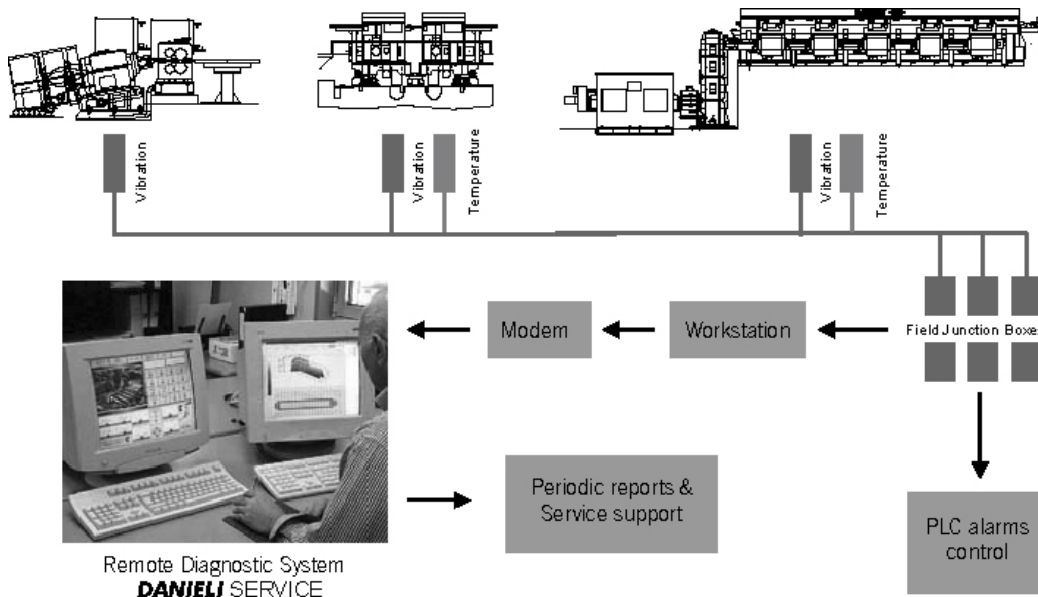 Vibration
Vibration
Temperature
Vibration
Temperature
Modem
Workstation
Field Junction Boxes
Periodic reports &
Service support
PLC alarms
control
Remote Diagnostic System
DANIELI SERVICE